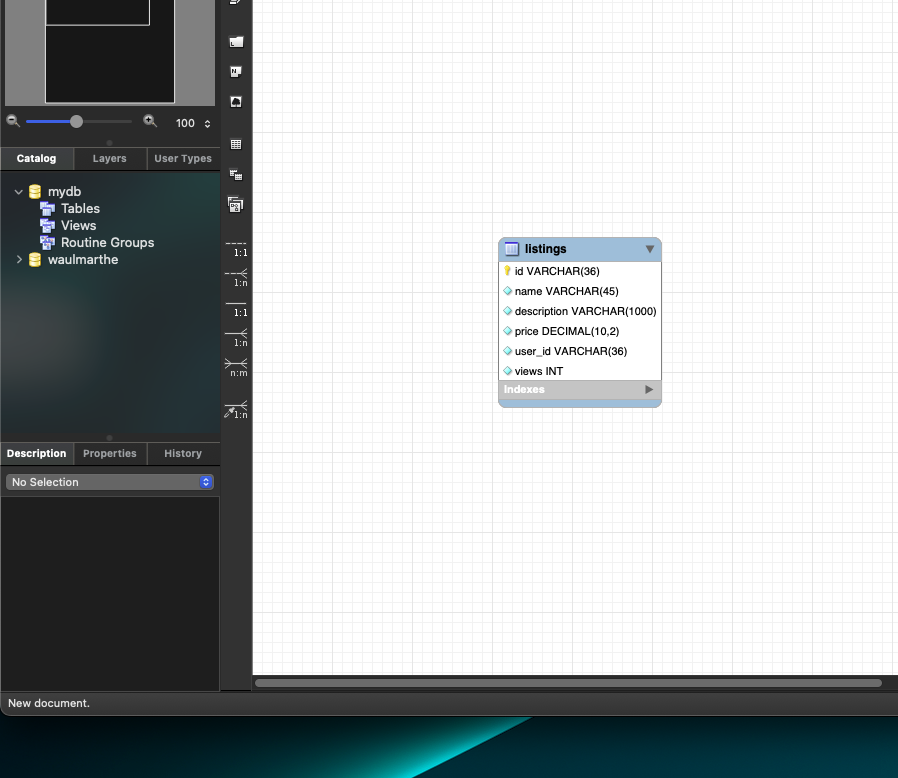 100
Catalog
Layers
User Types
mydb
Tables
Views
Routine Groups
waulmarthe
1:1
1:n
1:1
1:n
n:m
1:n
listings
id VARCHAR(36)
name VARCHAR(45)
description VARCHAR(1000)
price DECIMAL(10,2)
user_id VARCHAR(36)
views INT
Indexes
Description
Properties
History
No Selection
New document.